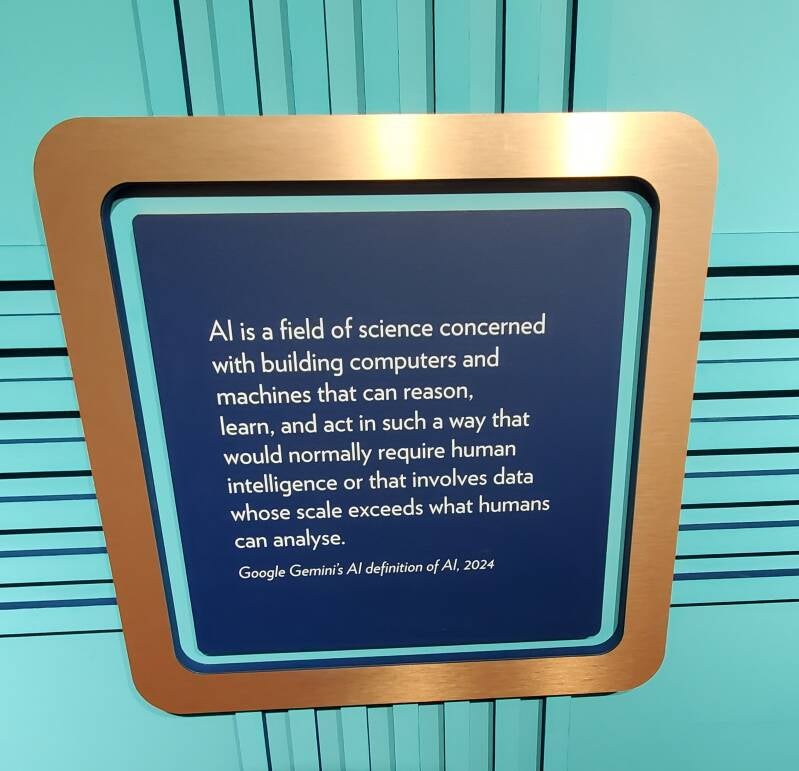 AI is a field of science concerned
with building computers and
machines that can reason,
learn, and act in such a way that
would normally require human
intelligence or that involves data
whose scale exceeds what humans
can analyse.
Google Gemini's AI definition of AI, 2024